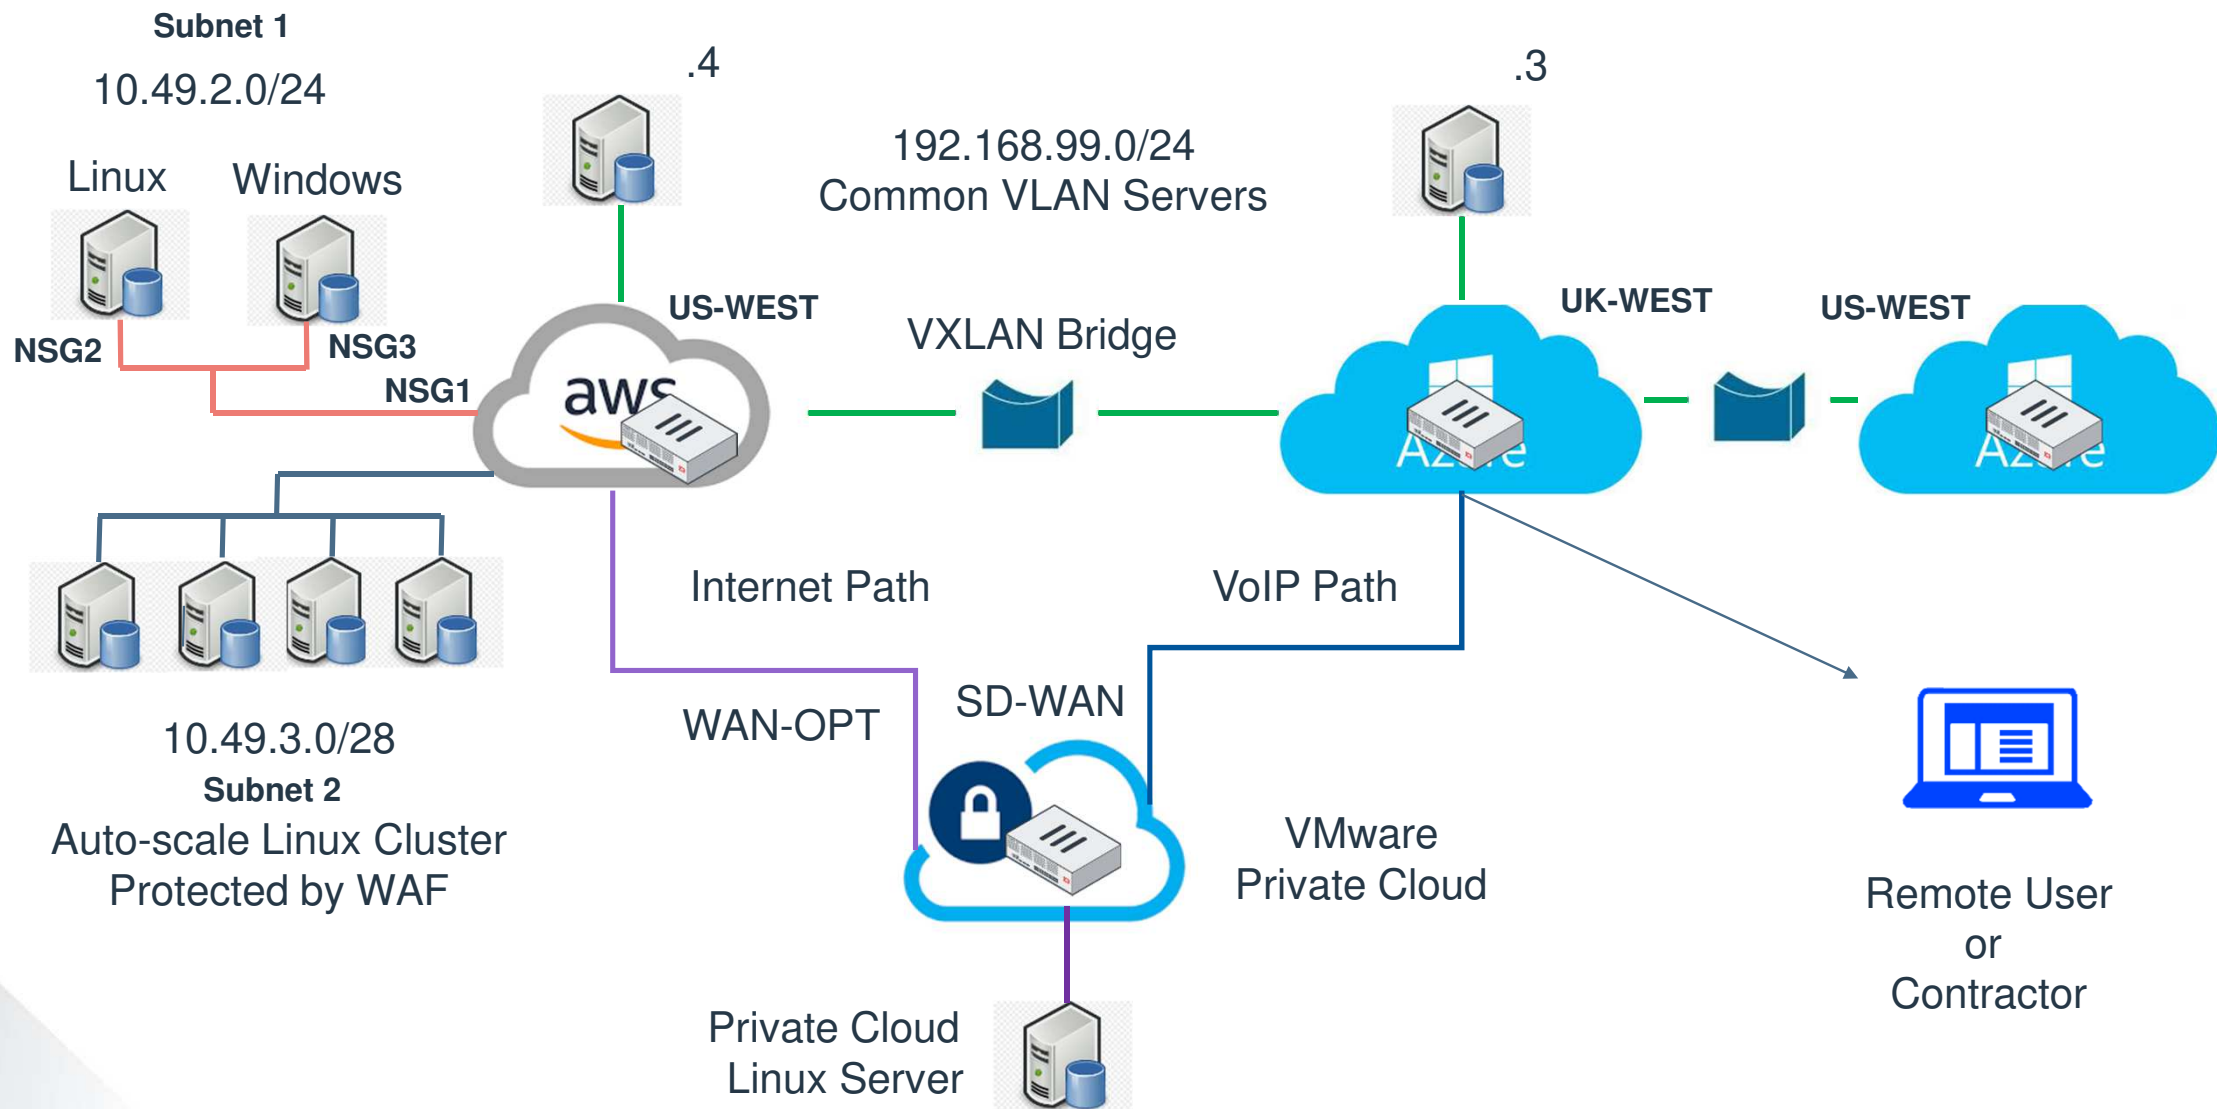 Subnet 1
10.49.2.0/24
Linux
Windows
NSG2
NSG3
NSG1
.4
192.168.99.0/24
Common VLAN Servers
.3
US-WEST
aws
VXLAN Bridge
UK-WEST
US-WEST
Azure
Azure
Internet Path
VoIP Path
WAN-OPT
SD-WAN
10.49.3.0/28
Subnet 2
Auto-scale Linux Cluster
Protected by WAF
VMware
Private Cloud
Remote User
or
Contractor
Private Cloud
Linux Server